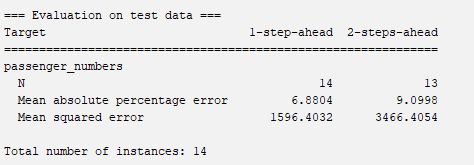 === Evaluation on test data ===
Target 1-step-ahead 2-steps-ahead
================================================================
passenger_numbers
N 14 13
Mean absolute percentage error 6.8804 9.0998
Mean squared error 1596.4032 3466.4054
Total number of instances: 14